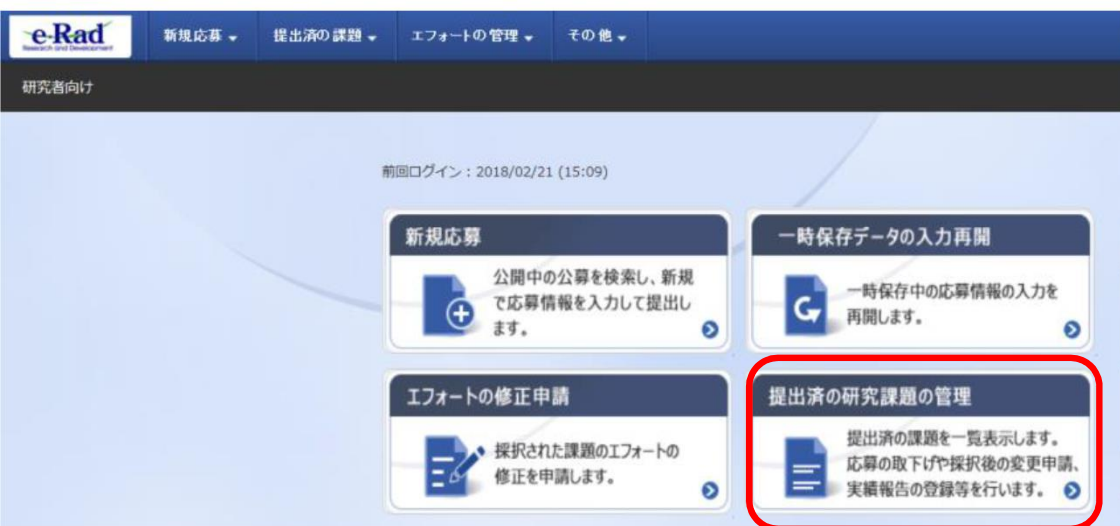 e-Rad
Research and Development
新規応募
提出済の課題
エフォートの管理
その他
研究者向け
前回ログイン：2018/02/21 (15:09)
新規応募
公開中の公募を検索し、新規
で応募情報を入力して提出し
ます。
一時保存データの入力再開
一時保存中の応募情報の入力を
再開します。
エフォートの修正申請
採択された課題のエフォートの
修正を申請します。
提出済の研究課題の管理
提出済の課題を一覧表示します。
応募の取下げや採択後の変更申請、
実績報告の登録等を行います。